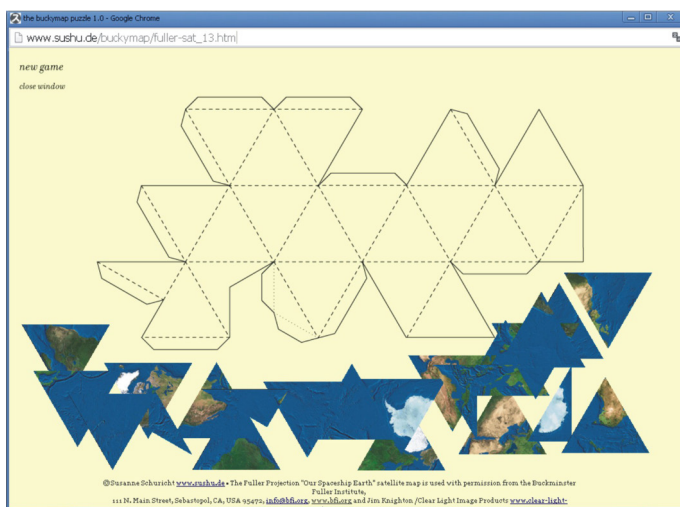 the buckymap puzzle 1.0 - Google Chrome
www.sushu.de/buckymap/fuller-sat_13.htm
new game
close window
@Susanne Schuricht www.sushu.de • The Fuller Projection "Our Spaceship Earth" satellite map is used with permission from the Buckminster
Fuller Institute,
111 N. Main Street, Sebastopol, CA, USA 95472, info@bfi.org, www.bfi.org and Jim Knighton /Clear Light Image Products www.clear-light-